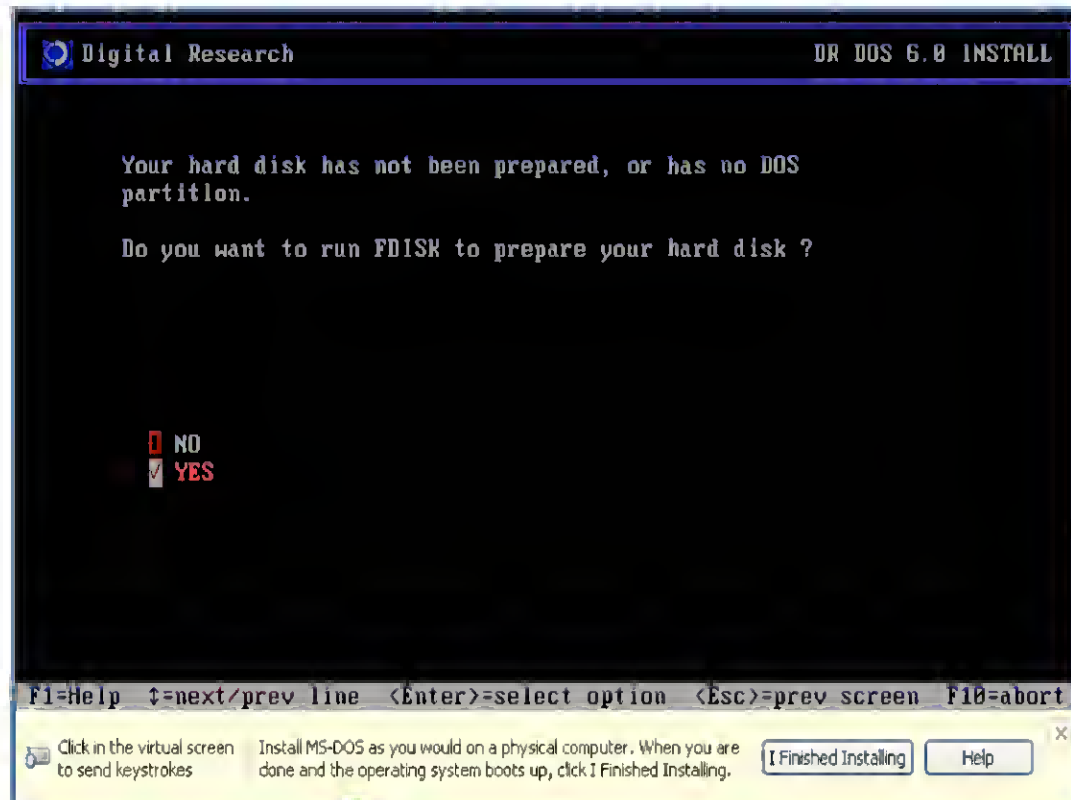 Digital Research DR DOS 6.0 INSTALL
Your hard disk has not been prepared, or has no DOS
partition.
Do you want to run FDISK to prepare your hard disk ?
NO
√ YES
F1=Help ↕=next/prev line <Enter>=select option <Esc>=prev screen F10=abort
Click in the virtual screen
to send keystrokes
Install MS-DOS as you would on a physical computer. When you are
done and the operating system boots up, click I Finished Installing.
I Finished Installing
Help